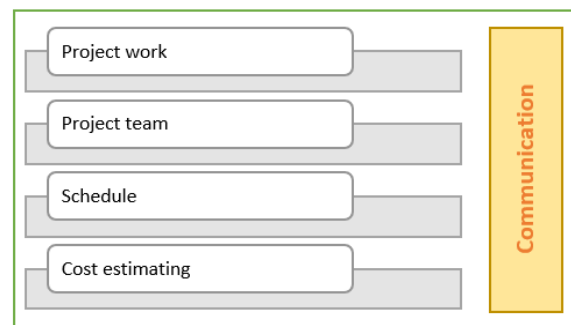 Project work
Project team
Schedule
Cost estimating
Communication